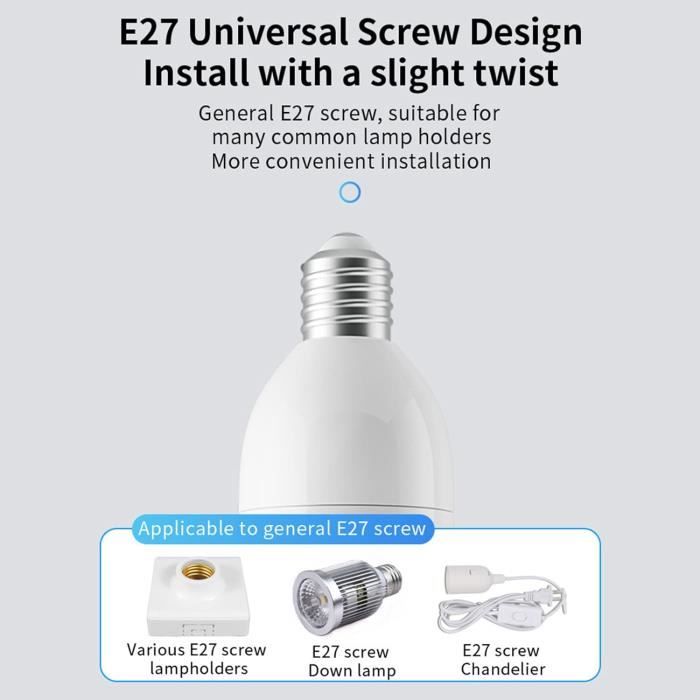 E27 Universal Screw Design
Install with a slight twist
General E27 screw, suitable for
many common lamp holders
More convenient installation
Applicable to general E27 screw
Various E27 screw
lampholders
E27 screw
Down lamp
E27 screw
Chandelier